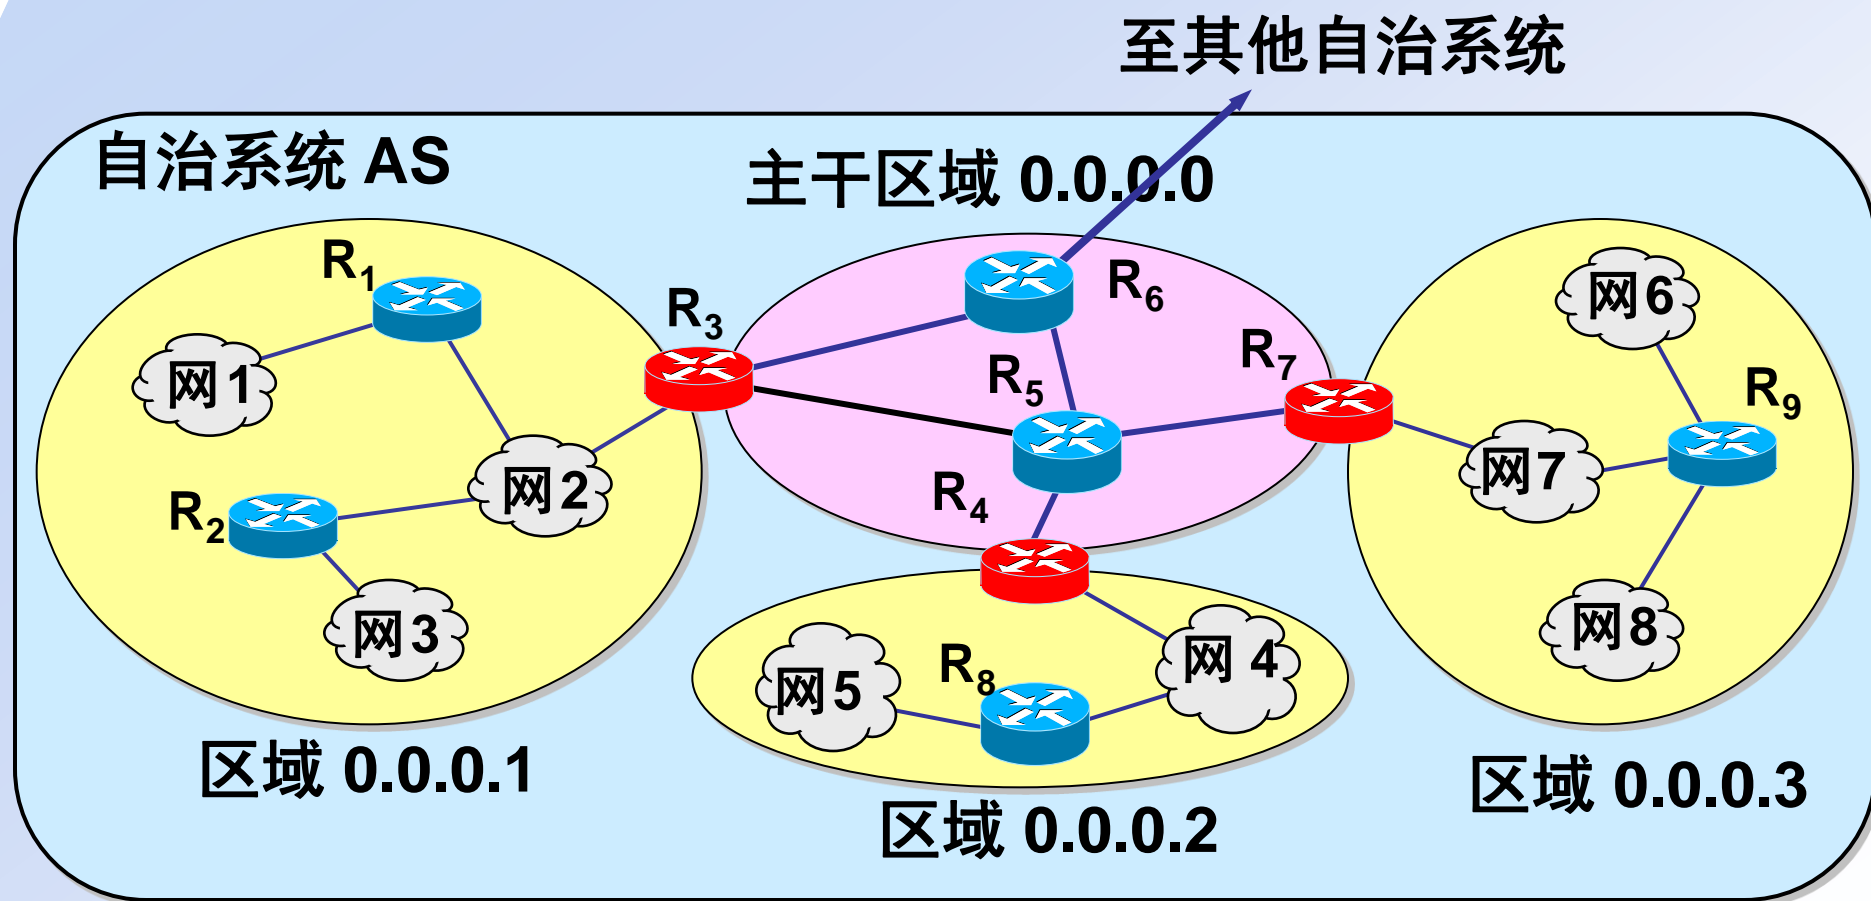 至其他自治系统
自治系统 AS
主干区域 0.0.0.0
R1
R3
R6
网6
网1
R5
R7
R9
R2
网2
R4
网7
网3
网5
R8
网 4
网8
区域 0.0.0.1
区域 0.0.0.2
区域 0.0.0.3